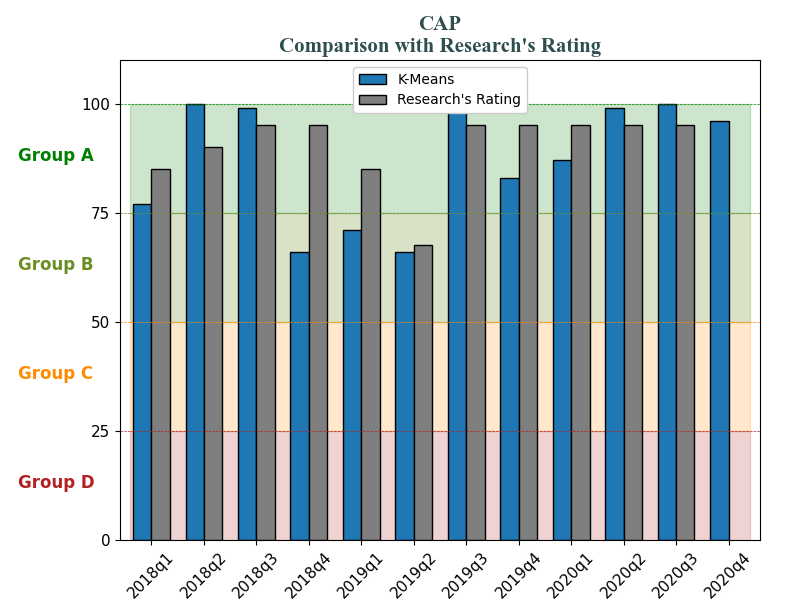 CAP
Comparison with Research's Rating
K-Means
Research's Rating
100
Group A
75
Group B
50
Group C
25
Group D
0
2018q1
2018q2
2018q3
2018q4
2019q1
2019q2
2019q3
2019q4
2020q1
2020q2
2020q3
2020q4